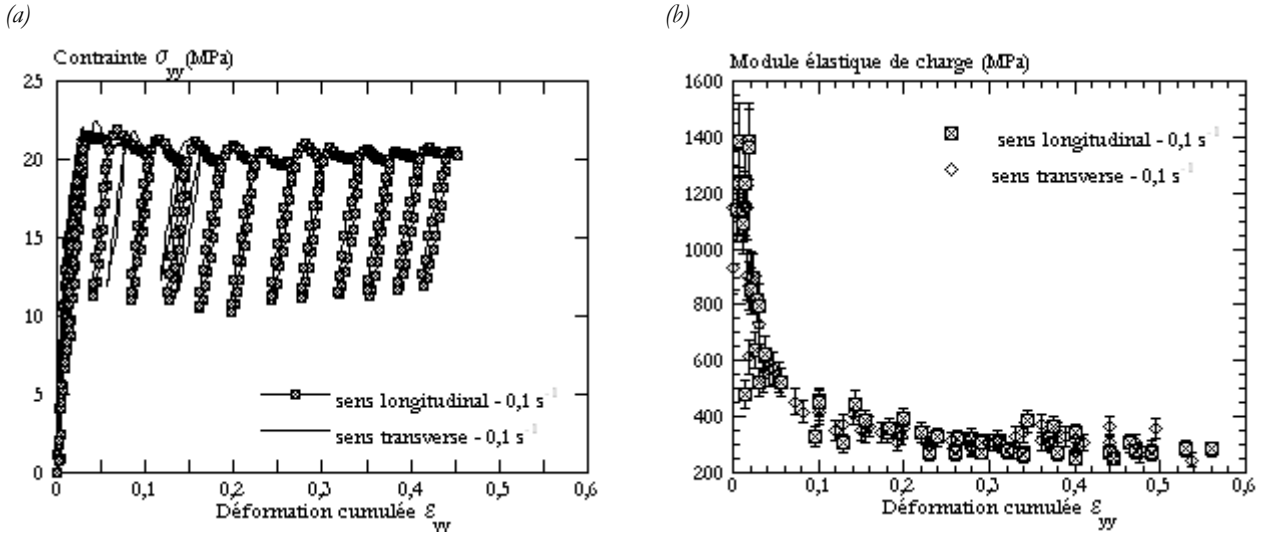 (a)
Contrainte σyy (MPa)
25
20
15
10
5
0
sens longitudinal - 0,1 s-1
sens transverse - 0,1 s-1
0 0,1 0,2 0,3 0,4 0,5 0,6
Déformation cumulée εyy
(b)
Module élastique de charge (MPa)
1600
1400
1200
1000
800
600
400
200
sens longitudinal - 0,1 s-1
sens transverse - 0,1 s-1
0 0,1 0,2 0,3 0,4 0,5 0,6
Déformation cumulée εyy